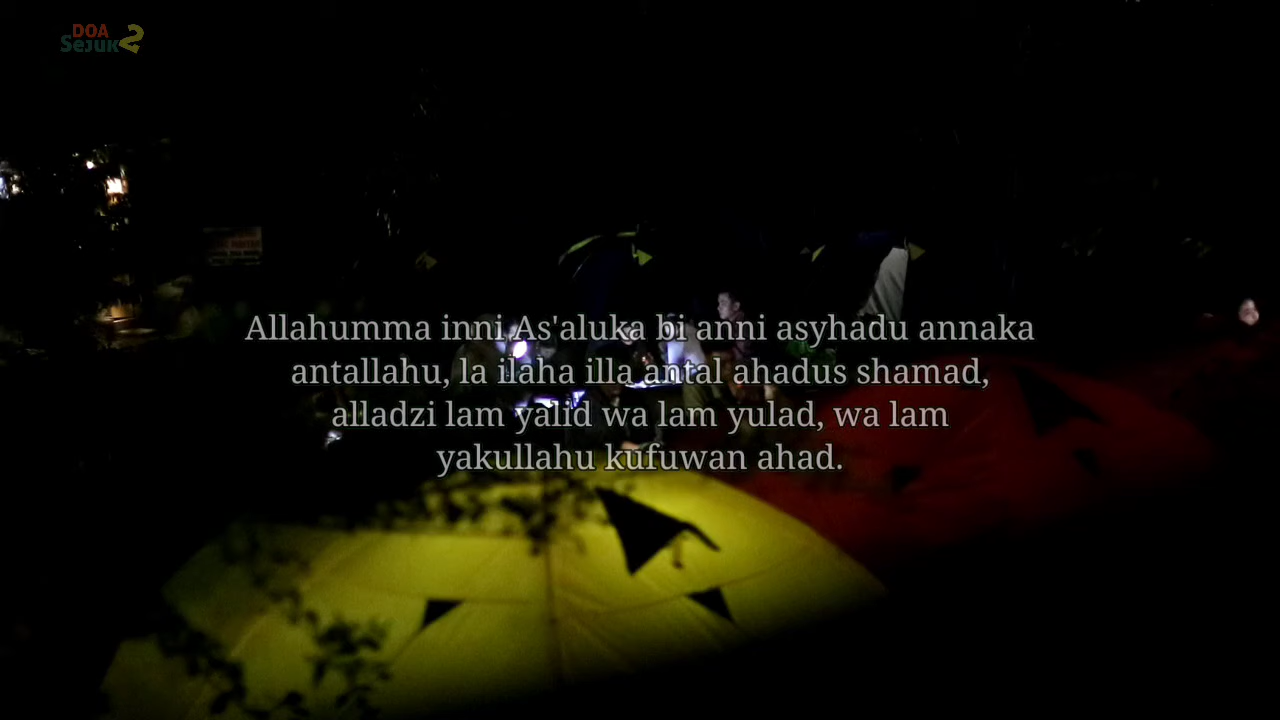 DOA
Sejuk2
Allahumma inni As'aluka bi anni asyhadu annaka
antallahu, la ilaha illa antal ahadus shamad,
alladzi lam yalid wa lam yulad, wa lam
yakullahu kufuwan ahad.